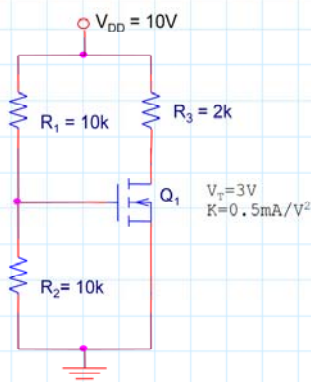 V_DD = 10V
R_1 = 10k
R_3 = 2k
Q_1
V_T=3V
K=0.5mA/V²
R_2= 10k